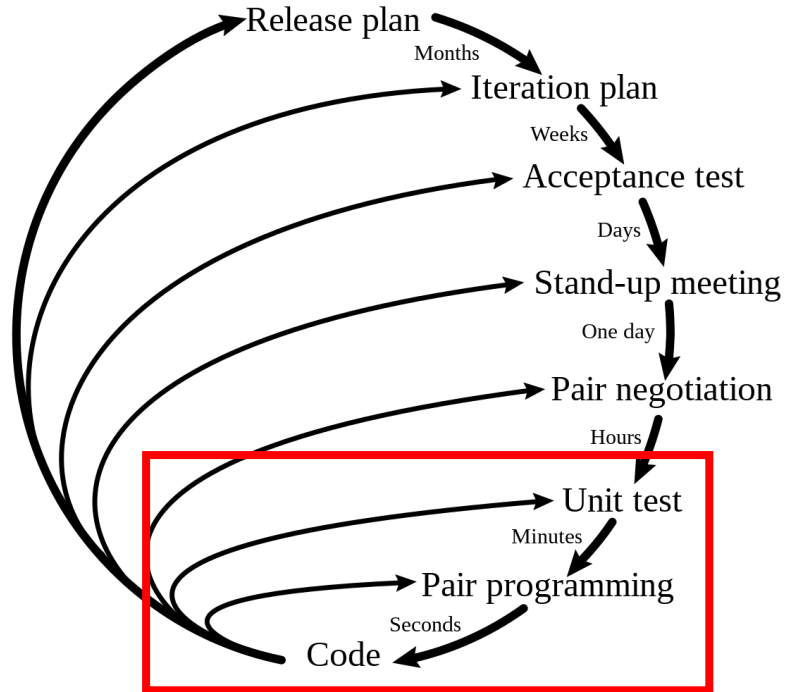 Release plan
Months
Iteration plan
Weeks
Acceptance test
Days
Stand-up meeting
One day
Pair negotiation
Hours
Unit test
Minutes
Pair programming
Seconds
Code